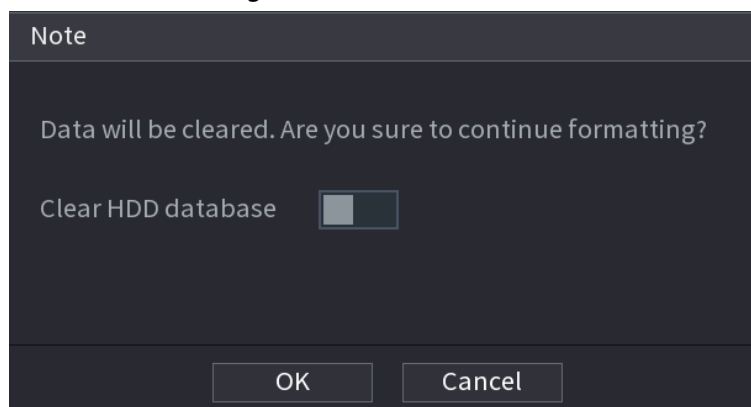 Note
Data will be cleared. Are you sure to continue formatting?
Clear HDD database
OK Cancel